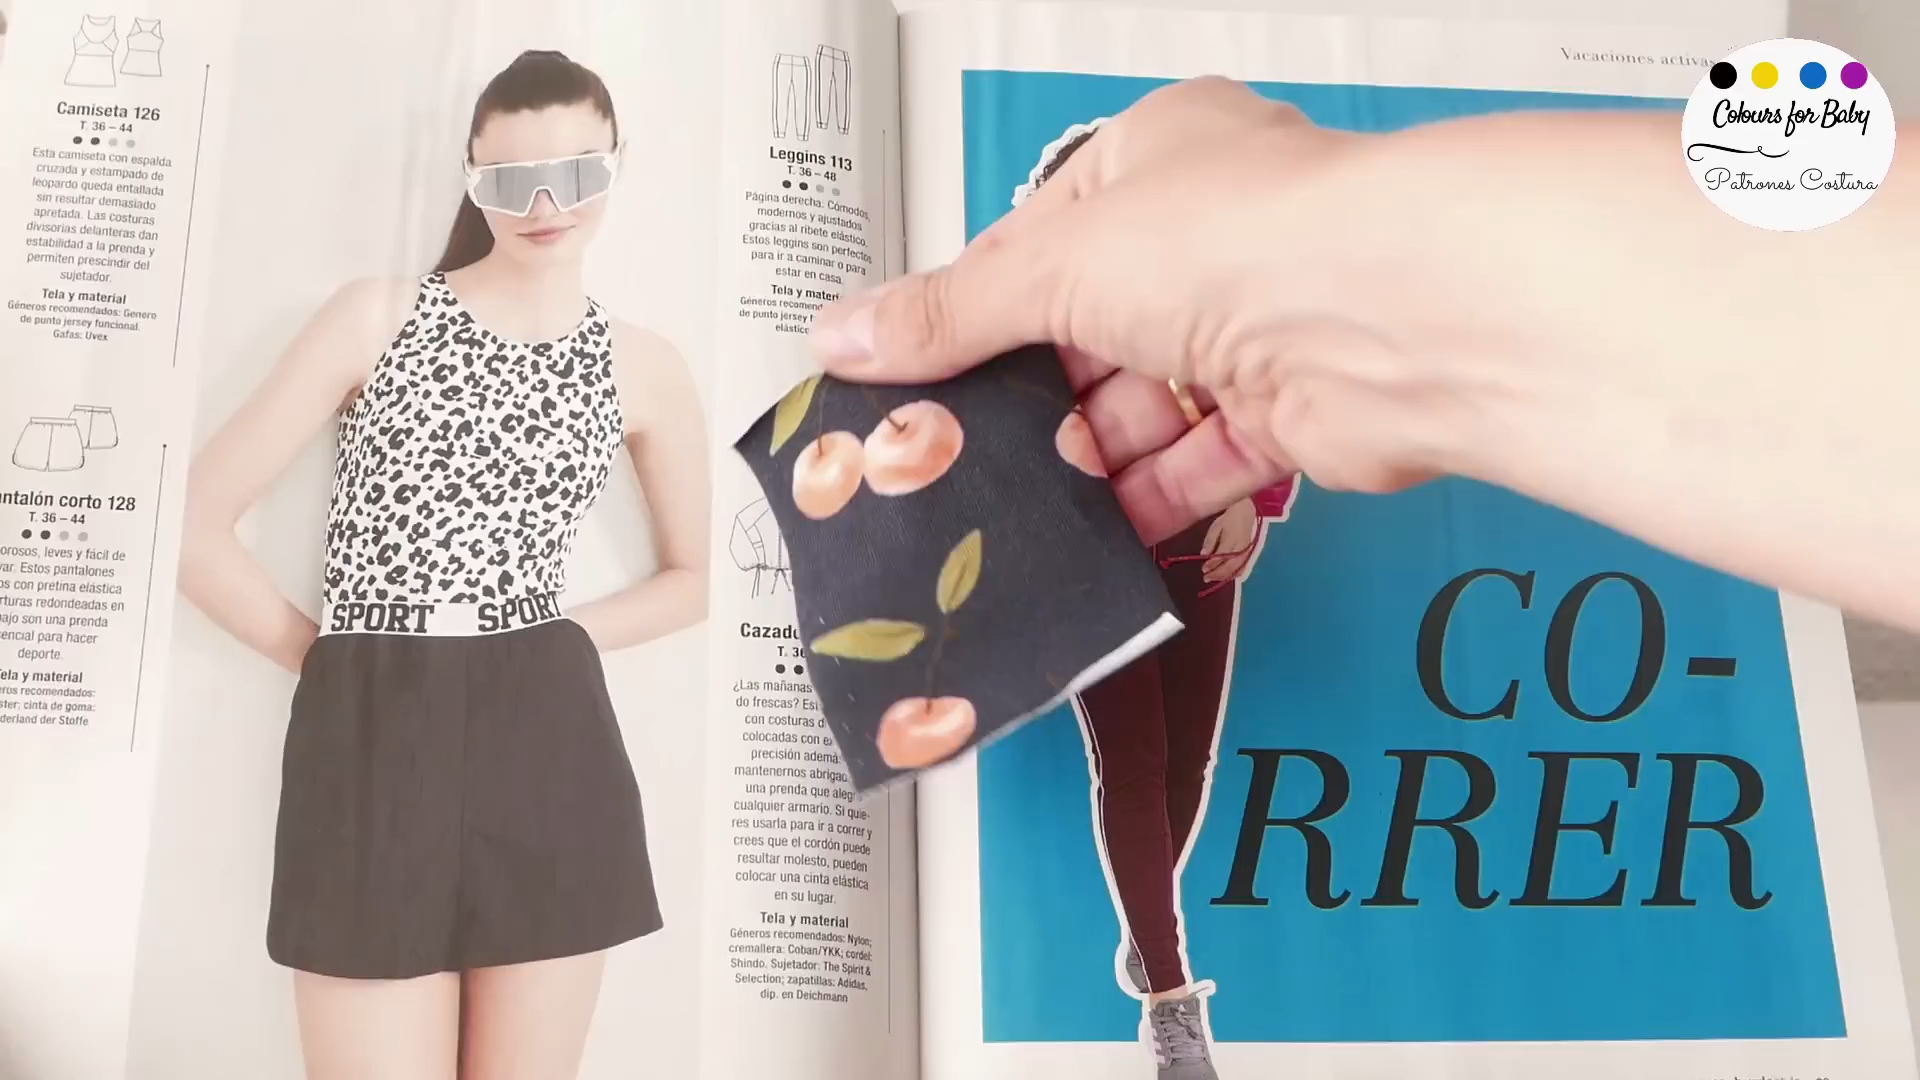 Camiseta 126
T. 36 – 44
Esta camiseta con espalda
cruzada y estampado de
leopardo queda entallada
sin resultar demasiado
apretada. Las costuras
divisorias delanteras dan
estabilidad a la prenda y
permiten prescindir del
sujetador.
Tela y material
Géneros recomendados: Genero
de punto jersey funcional.
Gafas: Uvex
ntalón corto 128
T. 36 – 44
orosos, leves y fácil de
var. Estos pantalones
os con pretina elástica
rturas redondeadas en
bajo son una prenda
encial para hacer
deporte.
ela y material
ros recomendados:
ster; cinta de goma:
derland der Stoffe
SPORT SPORT
Leggins 113
T. 36 – 48
Página derecha: Cómodos,
modernos y ajustados
gracias al ribete elástico.
Estos leggins son perfectos
para ir a caminar o para
estar en casa.
Tela y mater
Géneros recomend
de punto jersey f
elástic
Cazad
T. 36
¿Las mañanas
do frescas?
con costuras d
colocadas con
precisión ademá
mantenernos abriga
una prenda que aleg
cualquier armario. Si quie-
res usarla para ir a correr y
crees que el cordón puede
resultar molesto, pueden
colocar una cinta elástica
en su lugar.
Tela y material
Géneros recomendados: Nylon;
cremallera: Coban/YKK; cordel:
Shindo. Sujetador: The Spirit &
Selection; zapatillas: Adidas,
dip. en Deichmann
Vacaciones activas
CO-
RRER
Colours for Baby
Patrones Costura